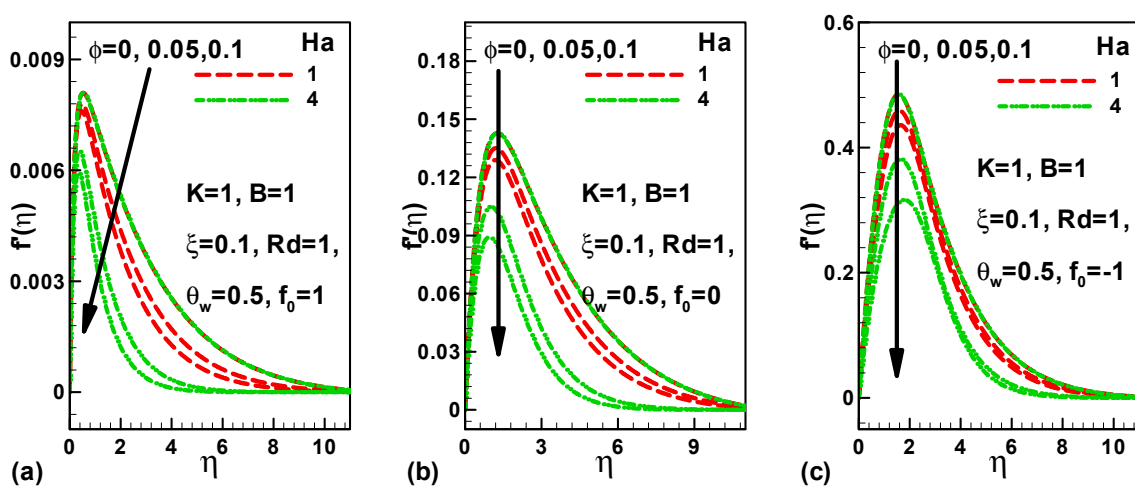 ϕ=0, 0.05,0.1
Ha
1
4
0.009
0.006
0.003
0
f'(η)
K=1, B=1
ξ=0.1, Rd=1,
θw=0.5, f0=1
0 2 4 6 8 10
η
(a)
ϕ=0, 0.05,0.1
Ha
1
4
0.18
0.15
0.12
0.09
0.06
0.03
0
f'(η)
K=1, B=1
ξ=0.1, Rd=1,
θw=0.5, f0=0
0 3 6 9
η
(b)
ϕ=0, 0.05,0.1
Ha
1
4
0.6
0.4
0.2
0
f'(η)
K=1, B=1
ξ=0.1, Rd=1,
θw=0.5, f0=-1
0 2 4 6 8 10
η
(c)